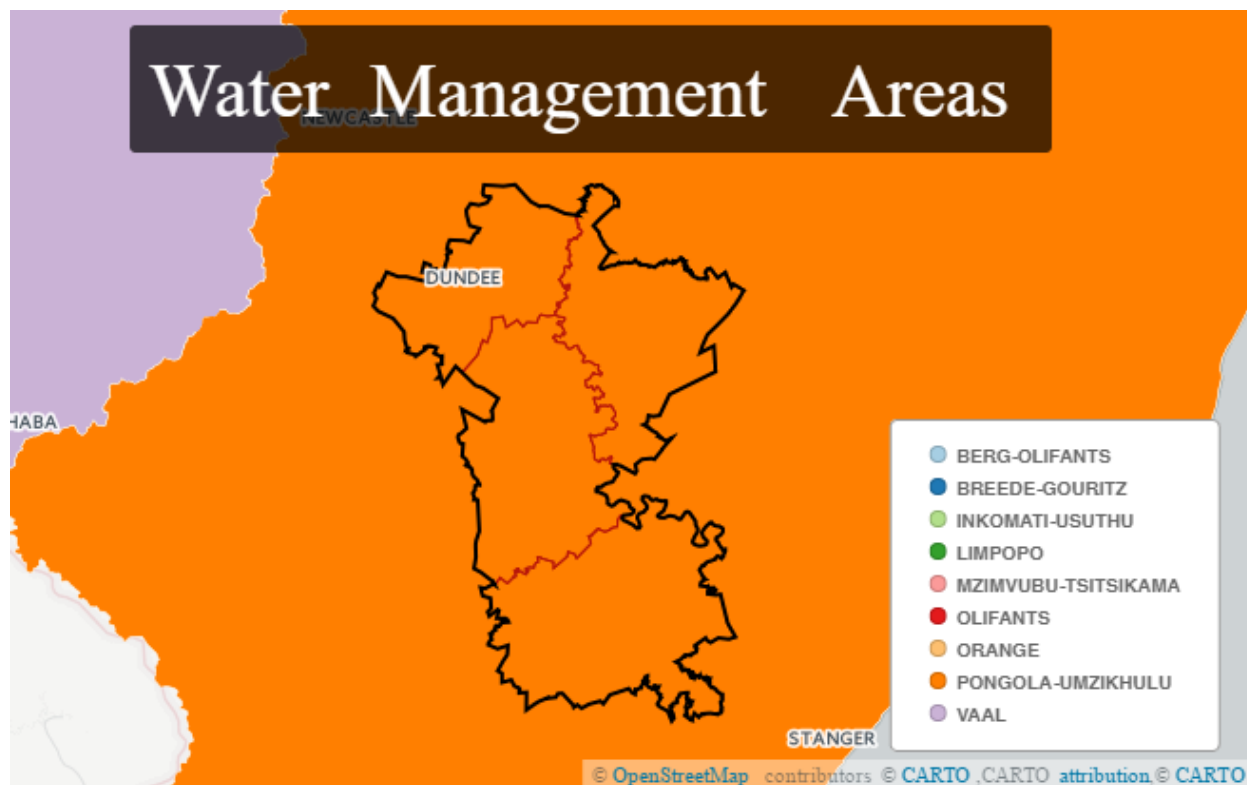 Water Management Areas
NEWCASTLE
DUNDEE
HABA
BERG-OLIFANTS
BREEDE-GOURITZ
INKOMATI-USUTHU
LIMPOPO
MZIMVUBU-TSITSIKAMA
OLIFANTS
ORANGE
PONGOLA-UMZIKHULU
VAAL
STANGER
© OpenStreetMap contributors © CARTO ,CARTO attribution,© CARTO